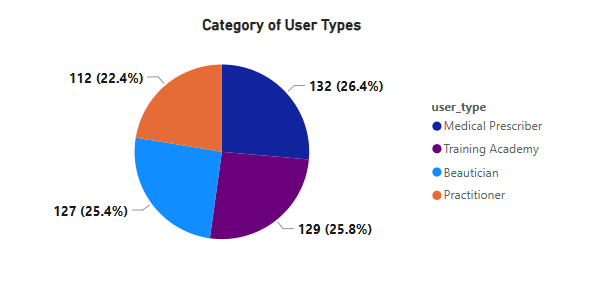 Category of User Types
112 (22.4%)
132 (26.4%)
127 (25.4%)
129 (25.8%)
user_type
Medical Prescriber
Training Academy
Beautician
Practitioner